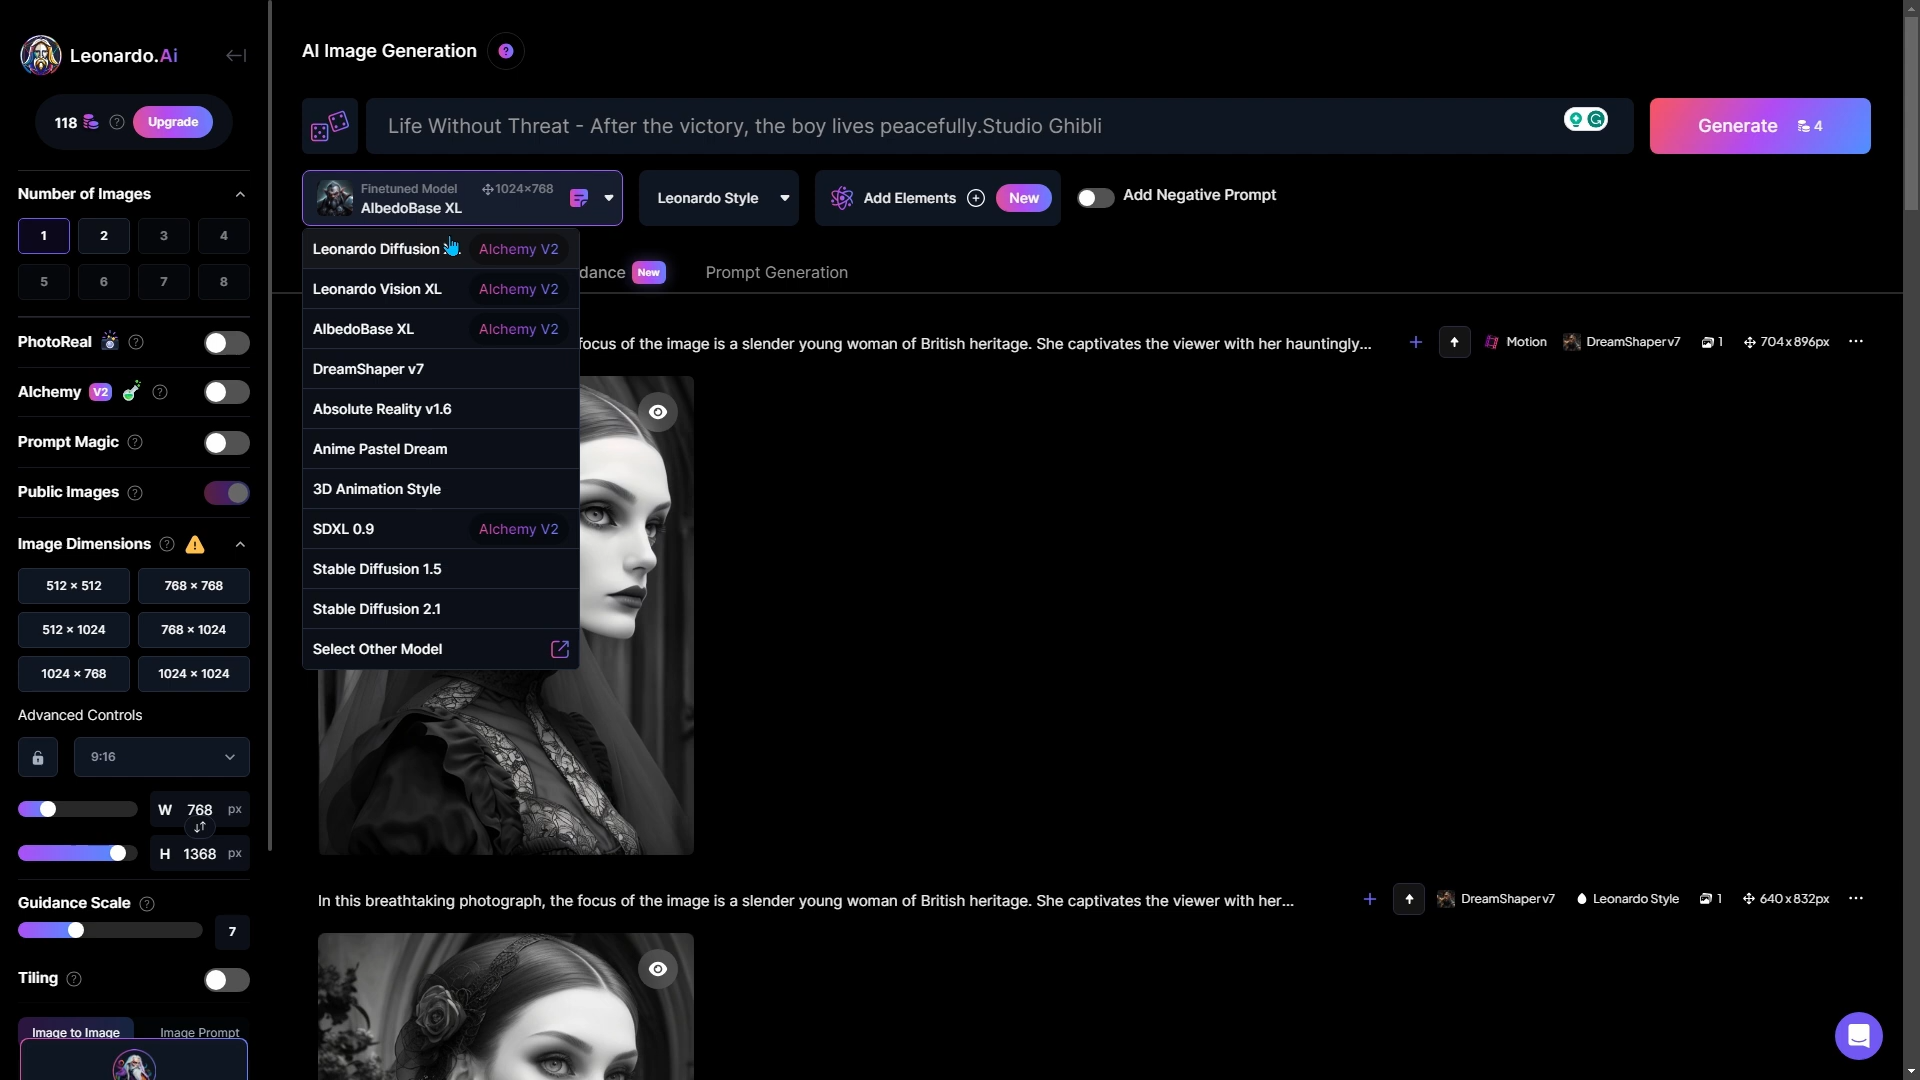 Leonardo.Ai
118
Upgrade
Number of Images
1 2 3 4
5 6 7 8
PhotoReal
Alchemy V2
Prompt Magic
Public Images
Image Dimensions
512 × 512 768 × 768
512 × 1024 768 × 1024
1024 × 768 1024 × 1024
Advanced Controls
9:16
W 768 px
H 1368 px
Guidance Scale
7
Tiling
Image to Image Image Prompt
AI Image Generation
Life Without Threat - After the victory, the boy lives peacefully.Studio Ghibli
Generate 4
Finetuned Model 1024×768
AlbedoBase XL
Leonardo Style
Add Elements New
Add Negative Prompt
Leonardo Diffusion Alchemy V2
Leonardo Vision XL Alchemy V2
AlbedoBase XL Alchemy V2
DreamShaper v7
Absolute Reality v1.6
Anime Pastel Dream
3D Animation Style
SDXL 0.9 Alchemy V2
Stable Diffusion 1.5
Stable Diffusion 2.1
Select Other Model
dance New Prompt Generation
focus of the image is a slender young woman of British heritage. She captivates the viewer with her hauntingly...
Motion DreamShaper v7 1 704 x 896px
In this breathtaking photograph, the focus of the image is a slender young woman of British heritage. She captivates the viewer with her...
DreamShaper v7 Leonardo Style 1 640 x 832px